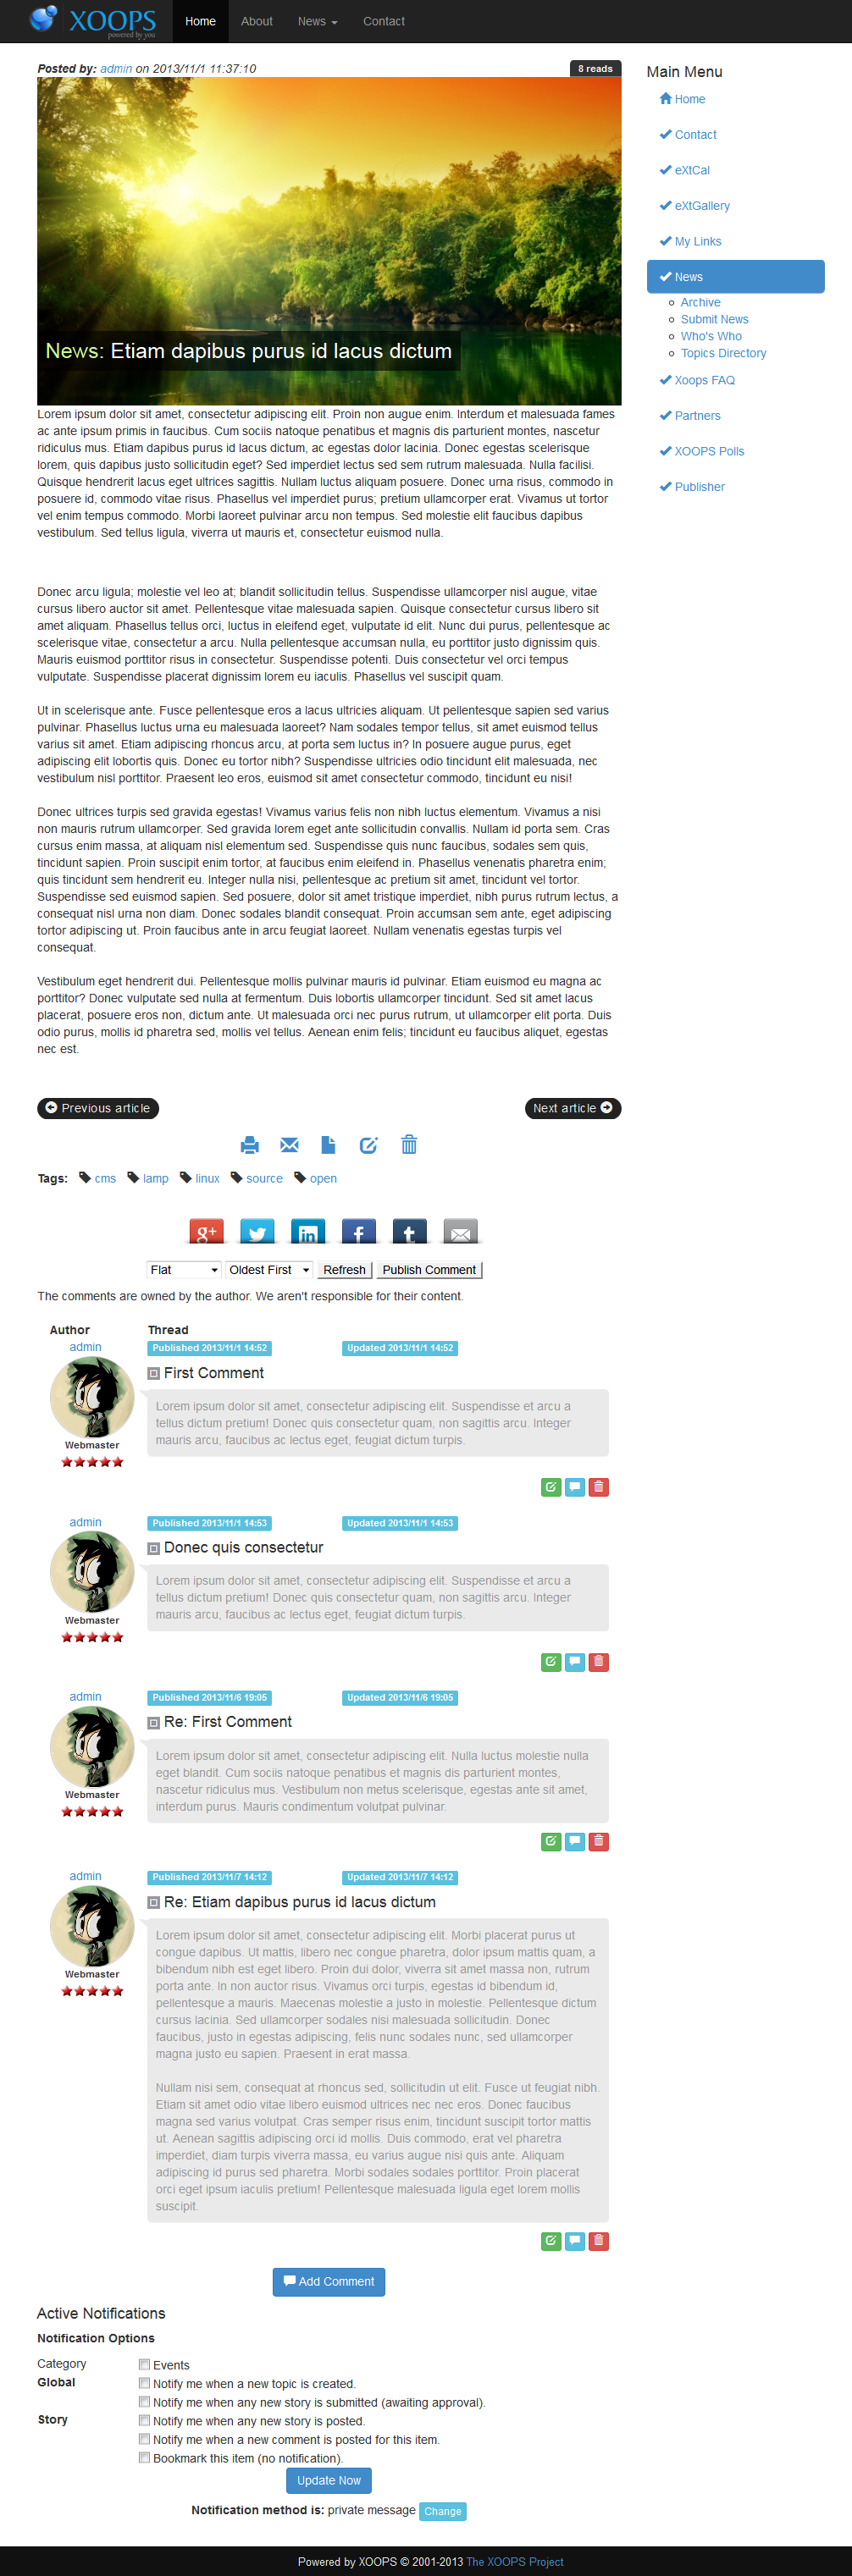 XOOPS
powered by you
Home About News Contact
Posted by: admin on 2013/11/1 11:37:10
8 reads
News: Etiam dapibus purus id lacus dictum
Lorem ipsum dolor sit amet, consectetur adipiscing elit. Proin non augue enim. Interdum et malesuada fames
ac ante ipsum primis in faucibus. Cum sociis natoque penatibus et magnis dis parturient montes, nascetur
ridiculus mus. Etiam dapibus purus id lacus dictum, ac egestas dolor lacinia. Donec egestas scelerisque
lorem, quis dapibus justo sollicitudin eget? Sed imperdiet lectus sed sem rutrum malesuada. Nulla facilisi.
Quisque hendrerit lacus eget ultrices sagittis. Nullam luctus aliquam posuere. Donec urna risus, commodo in
posuere id, commodo vitae risus. Phasellus vel imperdiet purus; pretium ullamcorper erat. Vivamus ut tortor
vel enim tempus commodo. Morbi laoreet pulvinar arcu non tempus. Sed molestie elit faucibus dapibus
vestibulum. Sed tellus ligula, viverra ut mauris et, consectetur euismod nulla.
Donec arcu ligula; molestie vel leo at; blandit sollicitudin tellus. Suspendisse ullamcorper nisl augue, vitae
cursus libero auctor sit amet. Pellentesque vitae malesuada sapien. Quisque consectetur cursus libero sit
amet aliquam. Phasellus tellus orci, luctus in eleifend eget, vulputate id elit. Nunc dui purus, pellentesque ac
scelerisque vitae, consectetur a arcu. Nulla pellentesque accumsan nulla, eu porttitor justo dignissim quis.
Mauris euismod porttitor risus in consectetur. Suspendisse potenti. Duis consectetur vel orci tempus
vulputate. Suspendisse placerat dignissim lorem eu iaculis. Phasellus vel suscipit quam.
Ut in scelerisque ante. Fusce pellentesque eros a lacus ultricies aliquam. Ut pellentesque sapien sed varius
pulvinar. Phasellus luctus urna eu malesuada laoreet? Nam sodales tempor tellus, sit amet euismod tellus
varius sit amet. Etiam adipiscing rhoncus arcu, at porta sem luctus in? In posuere augue purus, eget
adipiscing elit lobortis quis. Donec eu tortor nibh? Suspendisse ultricies odio tincidunt elit malesuada, nec
vestibulum nisl porttitor. Praesent leo eros, euismod sit amet consectetur commodo, tincidunt eu nisi!
Donec ultrices turpis sed gravida egestas! Vivamus varius felis non nibh luctus elementum. Vivamus a nisi
non mauris rutrum ullamcorper. Sed gravida lorem eget ante sollicitudin convallis. Nullam id porta sem. Cras
cursus enim massa, at aliquam nisl elementum sed. Suspendisse quis nunc faucibus, sodales sem quis,
tincidunt sapien. Proin suscipit enim tortor, at faucibus enim eleifend in. Phasellus venenatis pharetra enim;
quis tincidunt sem hendrerit eu. Integer nulla nisi, pellentesque ac pretium sit amet, tincidunt vel tortor.
Suspendisse sed euismod sapien. Sed posuere, dolor sit amet tristique imperdiet, nibh purus rutrum lectus, a
consequat nisl urna non diam. Donec sodales blandit consequat. Proin accumsan sem ante, eget adipiscing
tortor adipiscing ut. Proin faucibus ante in arcu feugiat laoreet. Nullam venenatis egestas turpis vel
consequat.
Vestibulum eget hendrerit dui. Pellentesque mollis pulvinar mauris id pulvinar. Etiam euismod eu magna ac
porttitor? Donec vulputate sed nulla at fermentum. Duis lobortis ullamcorper tincidunt. Sed sit amet lacus
placerat, posuere eros non, dictum ante. Ut malesuada orci nec purus rutrum, ut ullamcorper elit porta. Duis
odio purus, mollis id pharetra sed, mollis vel tellus. Aenean enim felis; tincidunt eu faucibus aliquet, egestas
nec est.
Previous article
Next article
Tags: cms lamp linux source open
Flat Oldest First Refresh Publish Comment
The comments are owned by the author. We aren't responsible for their content.
Author Thread
admin
Published 2013/11/1 14:52 Updated 2013/11/1 14:52
First Comment
Lorem ipsum dolor sit amet, consectetur adipiscing elit. Suspendisse et arcu a
tellus dictum pretium! Donec quis consectetur quam, non sagittis arcu. Integer
mauris arcu, faucibus ac lectus eget, feugiat dictum turpis.
Webmaster
admin
Published 2013/11/1 14:53 Updated 2013/11/1 14:53
Donec quis consectetur
Lorem ipsum dolor sit amet, consectetur adipiscing elit. Suspendisse et arcu a
tellus dictum pretium! Donec quis consectetur quam, non sagittis arcu. Integer
mauris arcu, faucibus ac lectus eget, feugiat dictum turpis.
Webmaster
admin
Published 2013/11/6 19:05 Updated 2013/11/6 19:05
Re: First Comment
Lorem ipsum dolor sit amet, consectetur adipiscing elit. Nulla luctus molestie nulla
eget blandit. Cum sociis natoque penatibus et magnis dis parturient montes,
nascetur ridiculus mus. Vestibulum non metus scelerisque, egestas ante sit amet,
interdum purus. Mauris condimentum volutpat pulvinar.
Webmaster
admin
Published 2013/11/7 14:12 Updated 2013/11/7 14:12
Re: Etiam dapibus purus id lacus dictum
Lorem ipsum dolor sit amet, consectetur adipiscing elit. Morbi placerat purus ut
congue dapibus. Ut mattis, libero nec congue pharetra, dolor ipsum mattis quam, a
bibendum nibh est eget libero. Proin dui dolor, viverra sit amet massa non, rutrum
porta ante. In non auctor risus. Vivamus orci turpis, egestas id bibendum id,
pellentesque a mauris. Maecenas molestie a justo in molestie. Pellentesque dictum
cursus lacinia. Sed ullamcorper sodales nisi malesuada sollicitudin. Donec
faucibus, justo in egestas adipiscing, felis nunc sodales nunc, sed ullamcorper
magna justo eu sapien. Praesent in erat massa.
Nullam nisi sem, consequat at rhoncus sed, sollicitudin ut elit. Fusce ut feugiat nibh.
Etiam sit amet odio vitae libero euismod ultrices nec nec eros. Donec faucibus
magna sed varius volutpat. Cras semper risus enim, tincidunt suscipit tortor mattis
ut. Aenean sagittis adipiscing orci id mollis. Duis commodo, erat vel pharetra
imperdiet, diam turpis viverra massa, eu varius augue nisi quis ante. Aliquam
adipiscing id purus sed pharetra. Morbi sodales sodales porttitor. Proin placerat
orci eget ipsum iaculis pretium! Pellentesque malesuada ligula eget lorem mollis
suscipit.
Webmaster
Add Comment
Active Notifications
Notification Options
Category Events
Global Notify me when a new topic is created.
Notify me when any new story is submitted (awaiting approval).
Story Notify me when any new story is posted.
Notify me when a new comment is posted for this item.
Bookmark this item (no notification).
Update Now
Notification method is: private message Change
Main Menu
Home
Contact
eXtCal
eXtGallery
My Links
News
Archive
Submit News
Who's Who
Topics Directory
Xoops FAQ
Partners
XOOPS Polls
Publisher
Powered by XOOPS © 2001-2013 The XOOPS Project